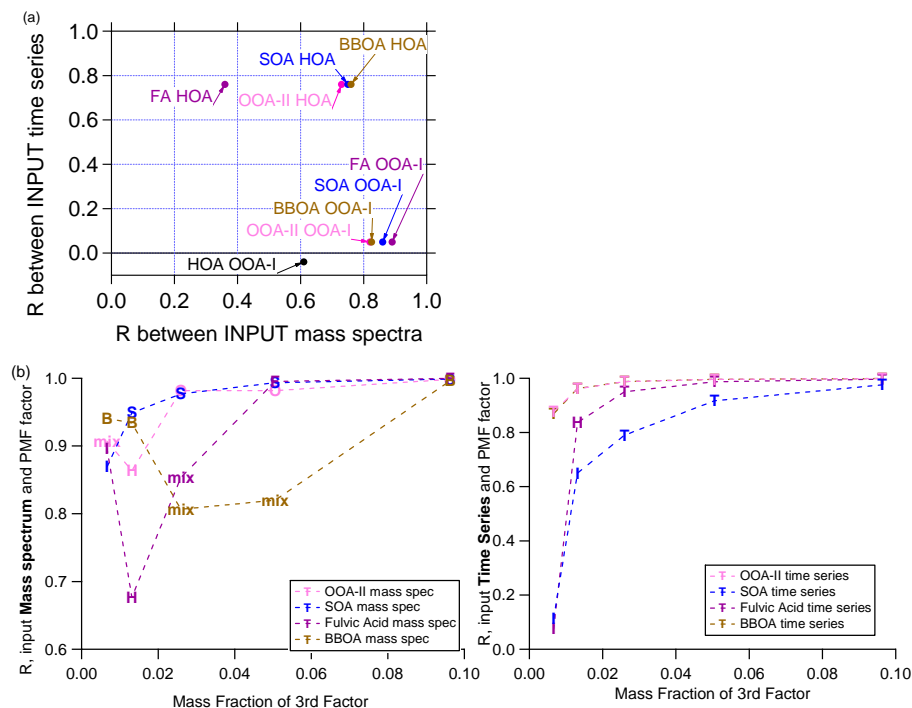 (a)
1.0
0.8
0.6
0.4
0.2
0.0
R between INPUT time series
BBOA HOA
SOA HOA
OOA-II HOA
FA HOA
FA OOA-I
SOA OOA-I
BBOA OOA-I
OOA-II OOA-I
HOA OOA-I
0.0 0.2 0.4 0.6 0.8 1.0
R between INPUT mass spectra
(b)
R, input Mass spectrum and PMF factor
1.0
0.9
0.8
0.7
0.6
B B mix mix B
mix H O O
I S S S
H mix
T OOA-II mass spec
T SOA mass spec
T Fulvic Acid mass spec
T BBOA mass spec
0.00 0.02 0.04 0.06 0.08 0.10
Mass Fraction of 3rd Factor
R, input Time Series and PMF factor
1.0
0.8
0.6
0.4
0.2
0.0
T T T T T
T T T T
T T T T
T OOA-II time series
T SOA time series
T Fulvic Acid time series
T BBOA time series
0.00 0.02 0.04 0.06 0.08 0.10
Mass Fraction of 3rd Factor